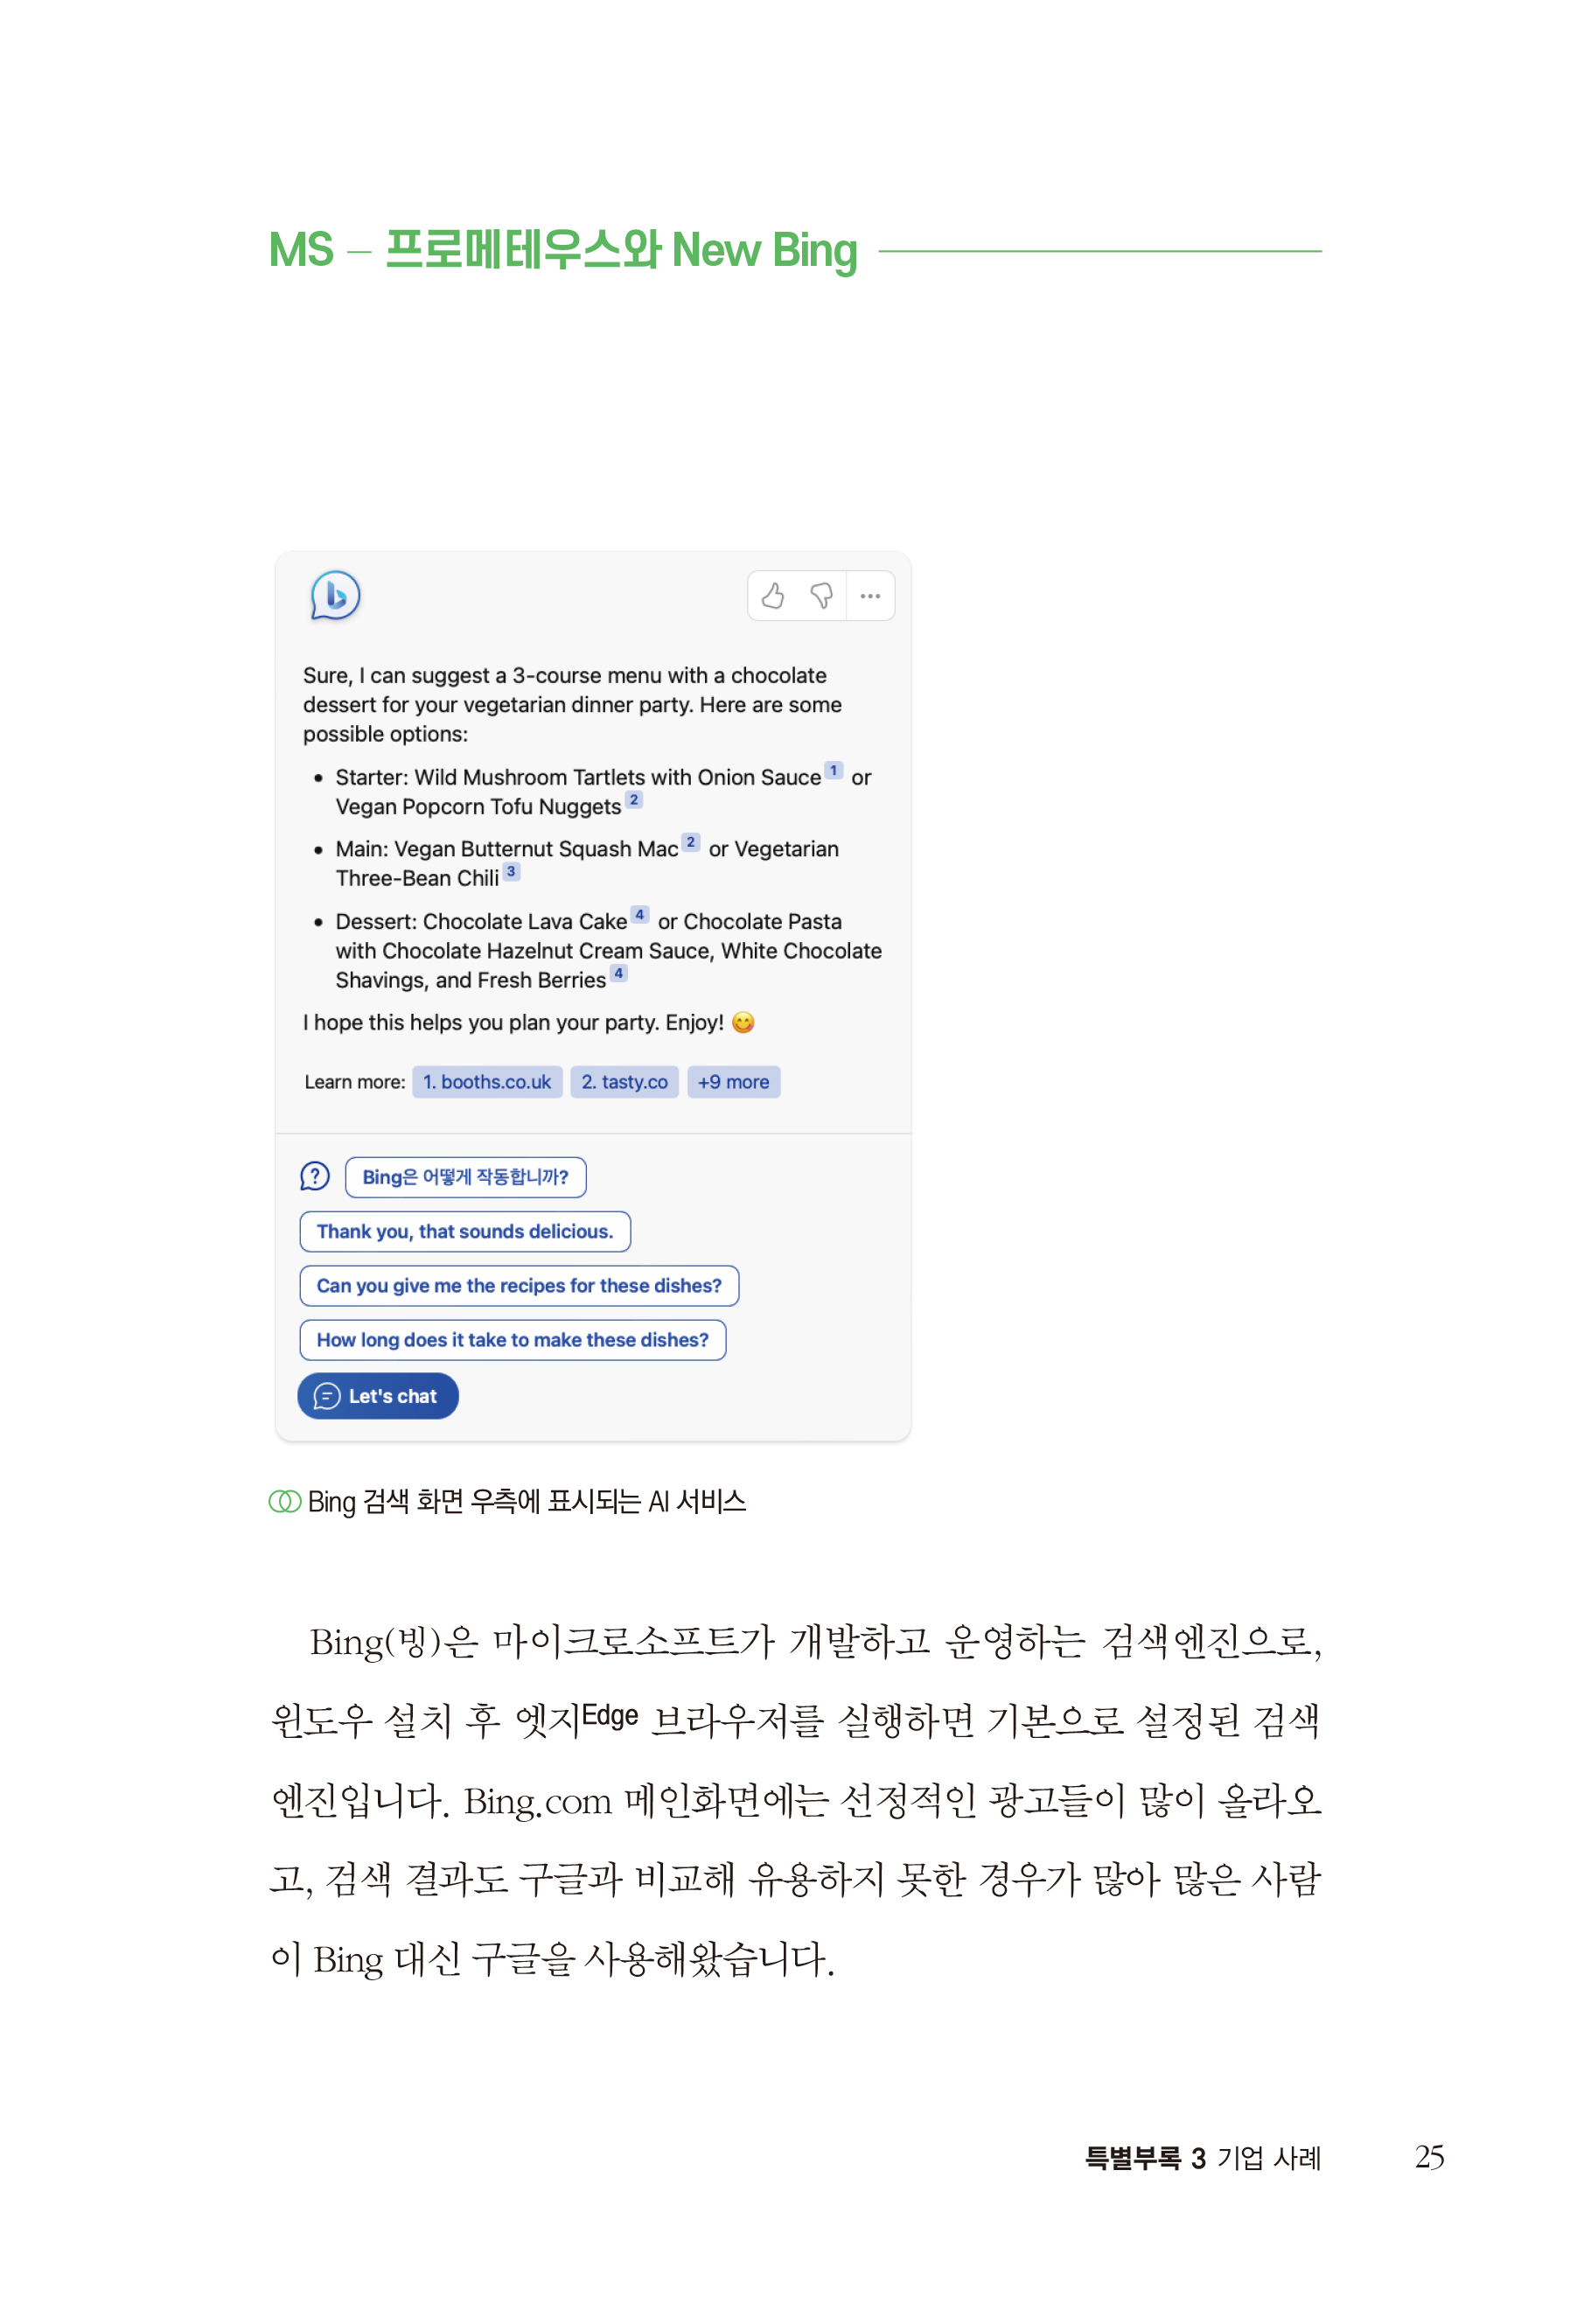 MS — 프로메테우스와 New Bing
Sure, I can suggest a 3-course menu with a chocolate
dessert for your vegetarian dinner party. Here are some
possible options:
• Starter: Wild Mushroom Tartlets with Onion Sauce 1 or
Vegan Popcorn Tofu Nuggets 2
• Main: Vegan Butternut Squash Mac 2 or Vegetarian
Three-Bean Chili 3
• Dessert: Chocolate Lava Cake 4 or Chocolate Pasta
with Chocolate Hazelnut Cream Sauce, White Chocolate
Shavings, and Fresh Berries 4
I hope this helps you plan your party. Enjoy! 😋
Learn more: 1. booths.co.uk 2. tasty.co +9 more
Bing은 어떻게 작동합니까?
Thank you, that sounds delicious.
Can you give me the recipes for these dishes?
How long does it take to make these dishes?
Let's chat
Bing 검색 화면 우측에 표시되는 AI 서비스
Bing(빙)은 마이크로소프트가 개발하고 운영하는 검색엔진으로,
윈도우 설치 후 엣지Edge 브라우저를 실행하면 기본으로 설정된 검색
엔진입니다. Bing.com 메인화면에는 선정적인 광고들이 많이 올라오
고, 검색 결과도 구글과 비교해 유용하지 못한 경우가 많아 많은 사람
이 Bing 대신 구글을 사용해왔습니다.
특별부록 3 기업 사례 25